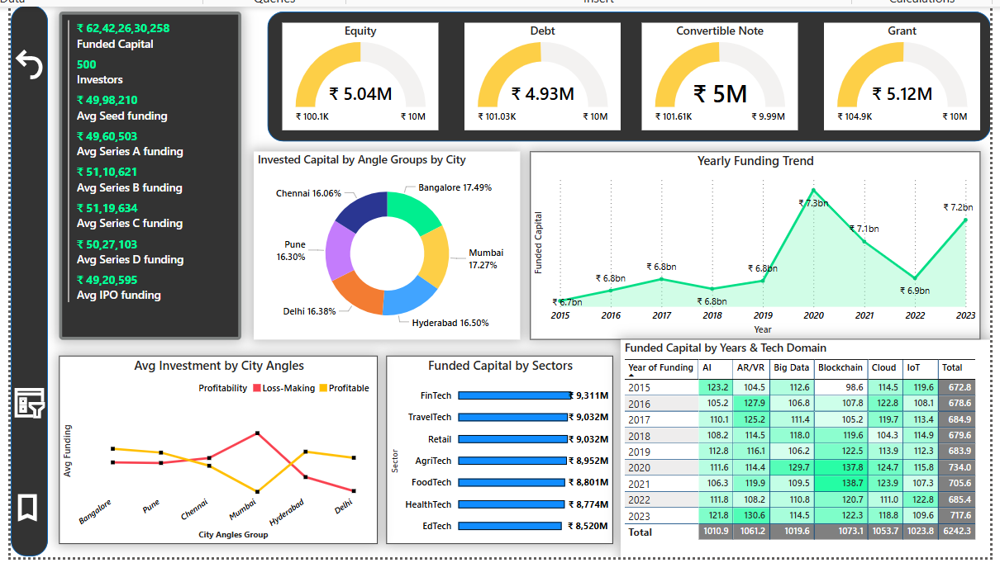 Data Queries Insert Calculations
₹ 62,42,26,30,258
Funded Capital
500
Investors
₹ 49,98,210
Avg Seed funding
₹ 49,60,503
Avg Series A funding
₹ 51,10,621
Avg Series B funding
₹ 51,19,634
Avg Series C funding
₹ 50,27,103
Avg Series D funding
₹ 49,20,595
Avg IPO funding
Equity
₹ 5.04M
₹ 100.1K ₹ 10M
Debt
₹ 4.93M
₹ 101.03K ₹ 10M
Convertible Note
₹ 5M
₹ 101.61K ₹ 9.99M
Grant
₹ 5.12M
₹ 104.9K ₹ 10M
Invested Capital by Angle Groups by City
Bangalore 17.49%
Mumbai
17.27%
Hyderabad 16.50%
Delhi 16.38%
Pune
16.30%
Chennai 16.06%
Yearly Funding Trend
Funded Capital
₹ 6.7bn
₹ 6.8bn
₹ 6.8bn
₹ 6.8bn
₹ 6.8bn
₹ 7.3bn
₹ 7.1bn
₹ 6.9bn
₹ 7.2bn
2015 2016 2017 2018 2019 2020 2021 2022 2023
Year
Avg Investment by City Angles
Profitability Loss-Making Profitable
Avg Funding
Bangalore Pune Chennai Mumbai Hyderabad Delhi
City Angles Group
Funded Capital by Sectors
Sector
FinTech ₹ 9,311M
TravelTech ₹ 9,032M
Retail ₹ 9,032M
AgriTech ₹ 8,952M
FoodTech ₹ 8,801M
HealthTech ₹ 8,774M
EdTech ₹ 8,520M
Funded Capital by Years & Tech Domain
Year of Funding AI AR/VR Big Data Blockchain Cloud IoT Total
2015 123.2 104.5 112.6 98.6 114.5 119.6 672.8
2016 105.2 127.9 106.8 107.8 122.8 108.1 678.6
2017 110.1 125.2 111.4 105.2 119.7 113.4 684.9
2018 108.2 114.5 118.0 119.6 104.3 114.9 679.6
2019 112.8 116.1 106.2 122.5 113.9 112.3 683.9
2020 111.6 114.4 129.7 137.8 124.7 115.8 734.0
2021 106.3 119.9 109.5 138.7 123.9 107.3 705.6
2022 111.8 108.2 110.8 120.7 111.0 122.8 685.4
2023 121.8 130.6 114.5 122.3 118.8 109.6 717.6
Total 1010.9 1061.2 1019.6 1073.1 1053.7 1023.8 6242.3